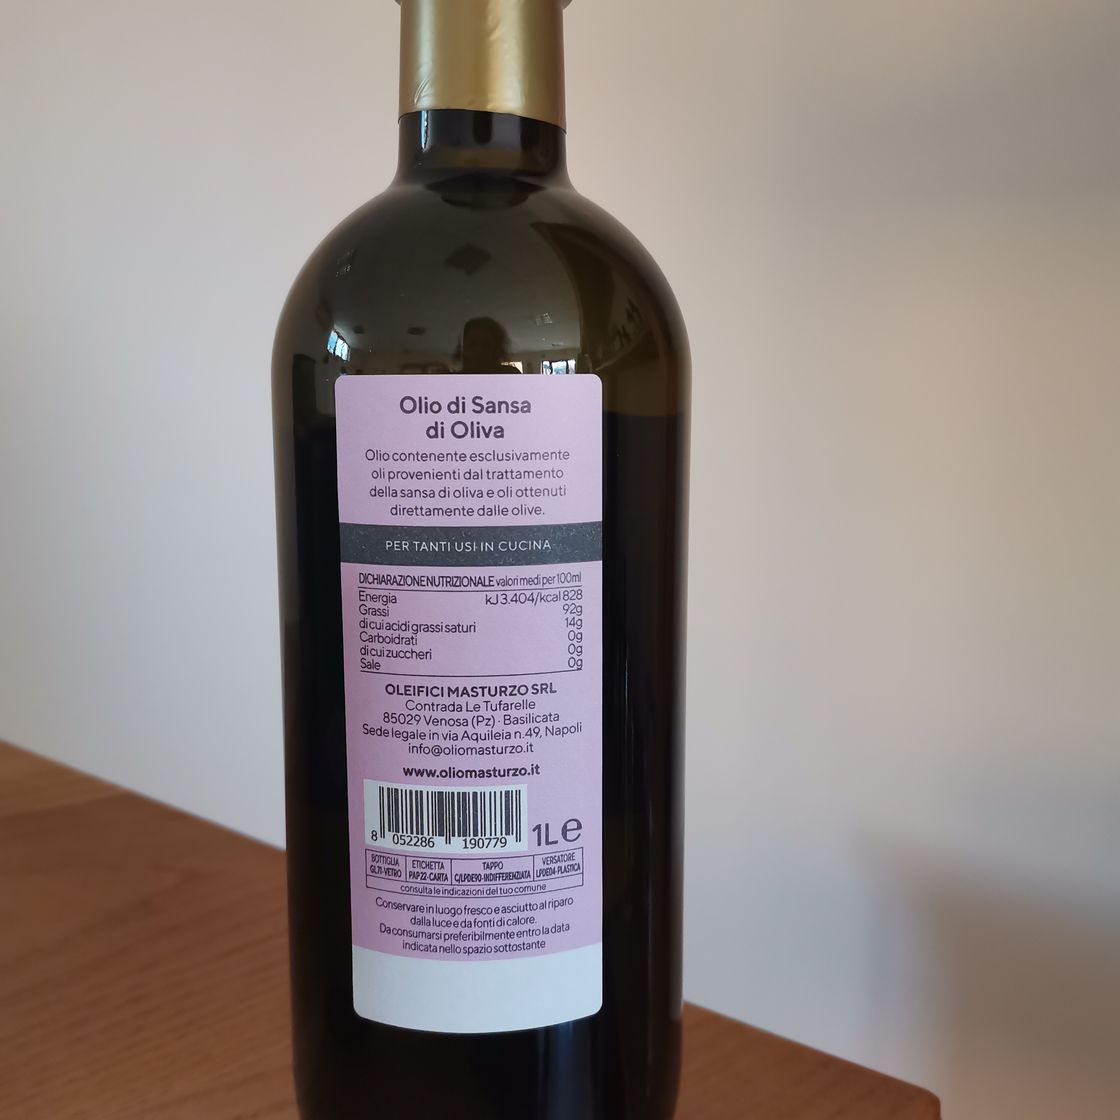 Olio di Sansa
di Oliva
Olio contenente esclusivamente
oli provenienti dal trattamento
della sansa di oliva e oli ottenuti
direttamente dalle olive.
PER TANTI USI IN CUCINA
DICHIARAZIONE NUTRIZIONALE valori medi per 100ml
Energia kJ 3.404/kcal 828
Grassi 92g
di cui acidi grassi saturi 14g
Carboidrati 0g
di cui zuccheri 0g
Sale 0g
OLEIFICI MASTURZO SRL
Contrada Le Tufarelle
85029 Venosa (Pz) · Basilicata
Sede legale in via Aquileia n.49, Napoli
info@oliomasturzo.it
www.oliomasturzo.it
8 052286 190779 1L e
BOTTIGLIA ETICHETTA TAPPO VERSATORE
GL71-VETRO PAP 22-CARTA C/LPDE90-INDIFFERENZIATA LPDE04-PLASTICA
consulta le indicazioni del tuo comune
Conservare in luogo fresco e asciutto al riparo
dalla luce e da fonti di calore.
Da consumarsi preferibilmente entro la data
indicata nello spazio sottostante